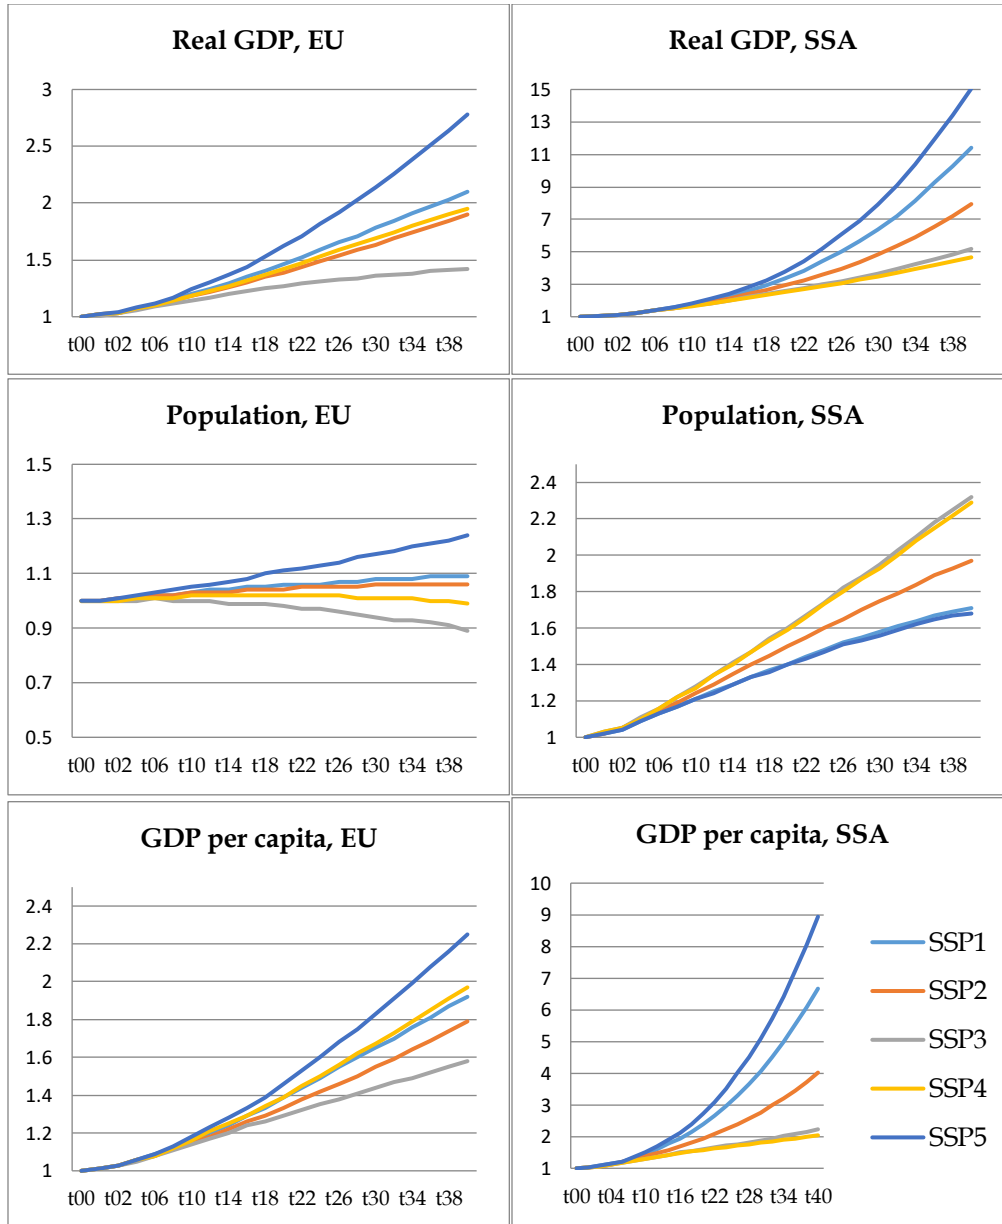 Real GDP, EU
3
2.5
2
1.5
1
t00 t02 t06 t10 t14 t18 t22 t26 t30 t34 t38
Real GDP, SSA
15
13
11
9
7
5
3
1
t00 t02 t06 t10 t14 t18 t22 t26 t30 t34 t38
Population, EU
1.5
1.3
1.1
0.9
0.7
0.5
t00 t02 t06 t10 t14 t18 t22 t26 t30 t34 t38
Population, SSA
2.4
2.2
2
1.8
1.6
1.4
1.2
1
t00 t02 t06 t10 t14 t18 t22 t26 t30 t34 t38
GDP per capita, EU
2.4
2.2
2
1.8
1.6
1.4
1.2
1
t00 t02 t06 t10 t14 t18 t22 t26 t30 t34 t38
GDP per capita, SSA
10
9
8
7
6
5
4
3
2
1
t00 t04 t10 t16 t22 t28 t34 t40
SSP1
SSP2
SSP3
SSP4
SSP5